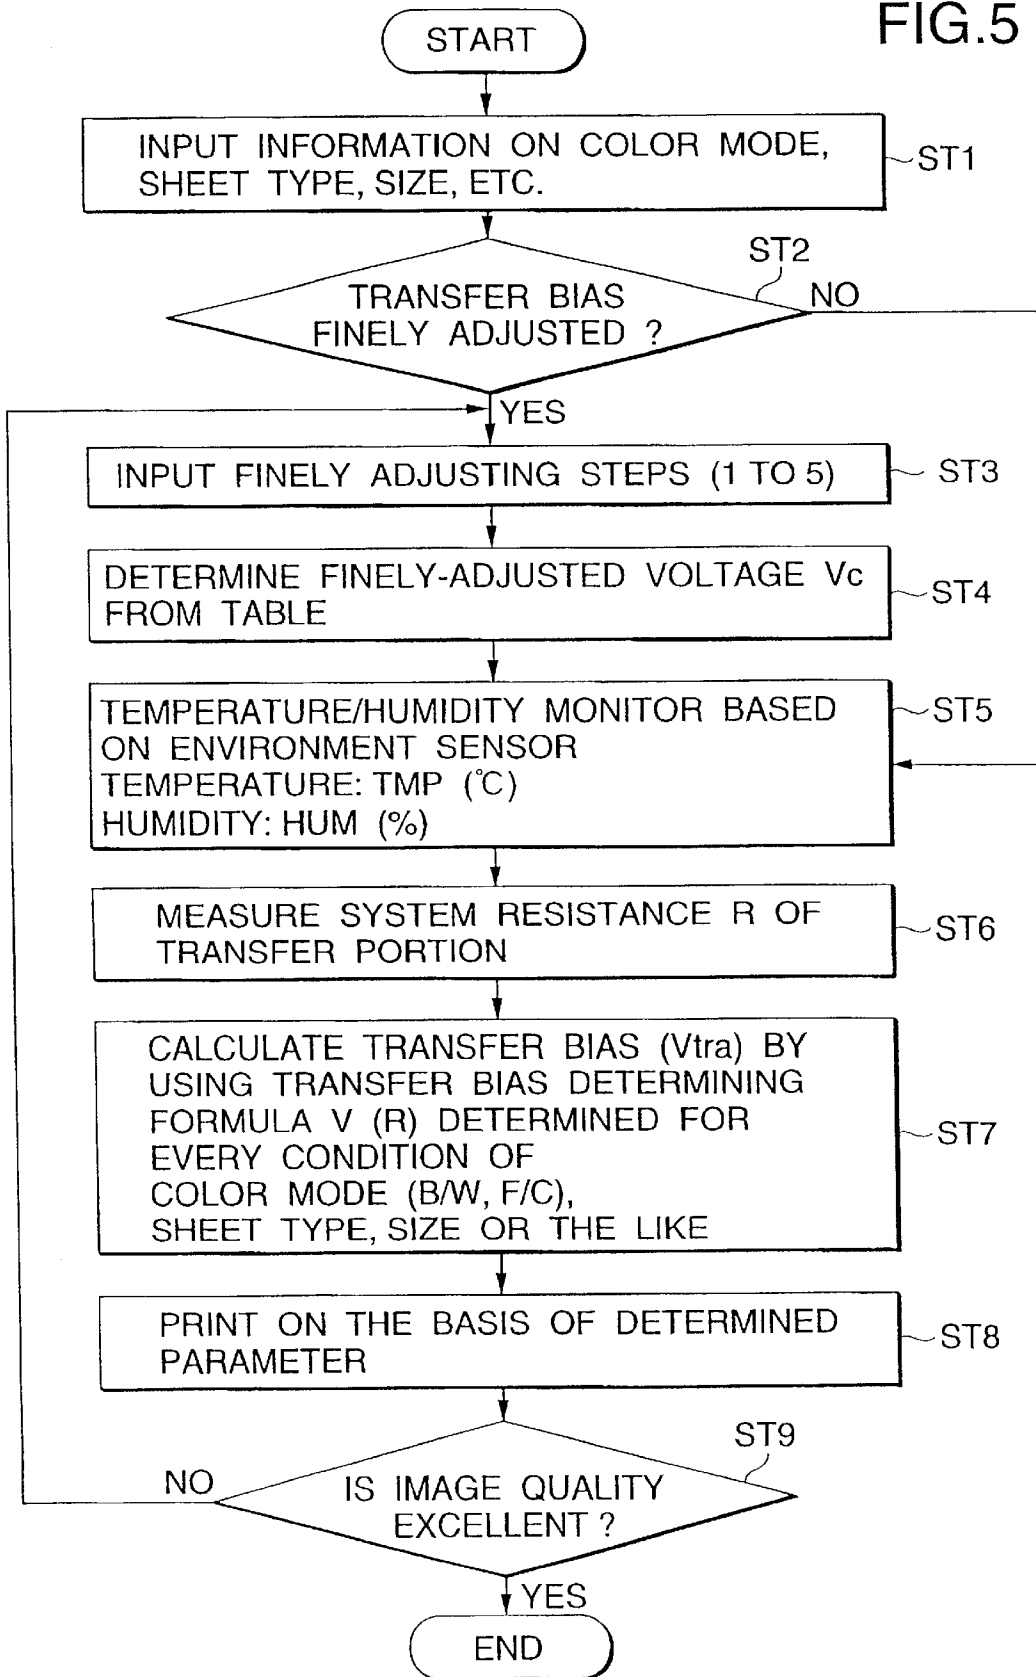 FIG.5
START
INPUT INFORMATION ON COLOR MODE,
SHEET TYPE, SIZE, ETC.
ST1
ST2
TRANSFER BIAS
FINELY ADJUSTED ?
NO
YES
INPUT FINELY ADJUSTING STEPS (1 TO 5)
ST3
DETERMINE FINELY-ADJUSTED VOLTAGE Vc
FROM TABLE
ST4
TEMPERATURE/HUMIDITY MONITOR BASED
ON ENVIRONMENT SENSOR
TEMPERATURE: TMP (℃)
HUMIDITY: HUM (%)
ST5
MEASURE SYSTEM RESISTANCE R OF
TRANSFER PORTION
ST6
CALCULATE TRANSFER BIAS (Vtra) BY
USING TRANSFER BIAS DETERMINING
FORMULA V (R) DETERMINED FOR
EVERY CONDITION OF
COLOR MODE (B/W, F/C),
SHEET TYPE, SIZE OR THE LIKE
ST7
PRINT ON THE BASIS OF DETERMINED
PARAMETER
ST8
ST9
NO
IS IMAGE QUALITY
EXCELLENT ?
YES
END